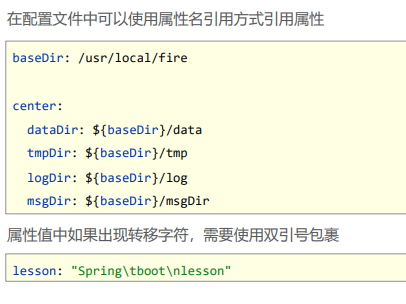 在配置文件中可以使用属性名引用方式引用属性
baseDir: /usr/local/fire
center:
  dataDir: ${baseDir}/data
  tmpDir: ${baseDir}/tmp
  logDir: ${baseDir}/log
  msgDir: ${baseDir}/msgDir
属性值中如果出现转移字符，需要使用双引号包裹
lesson: "Spring\tboot\nlesson"